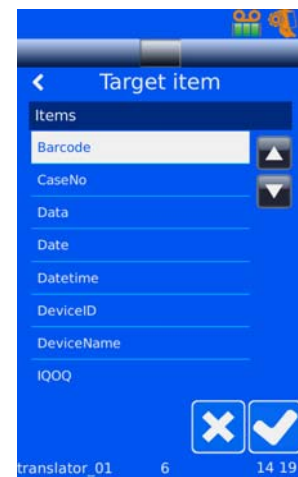 Target item
Items
Barcode
CaseNo
Data
Date
Datetime
DeviceID
DeviceName
IQOQ
translator_01 6 14 19